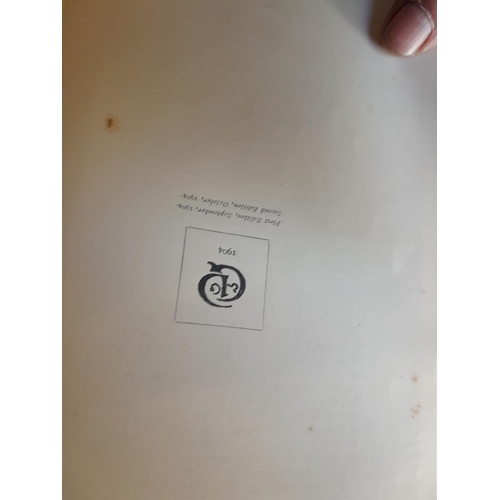 1904
First Edition, September, 1904.
Second Edition, October, 1904.